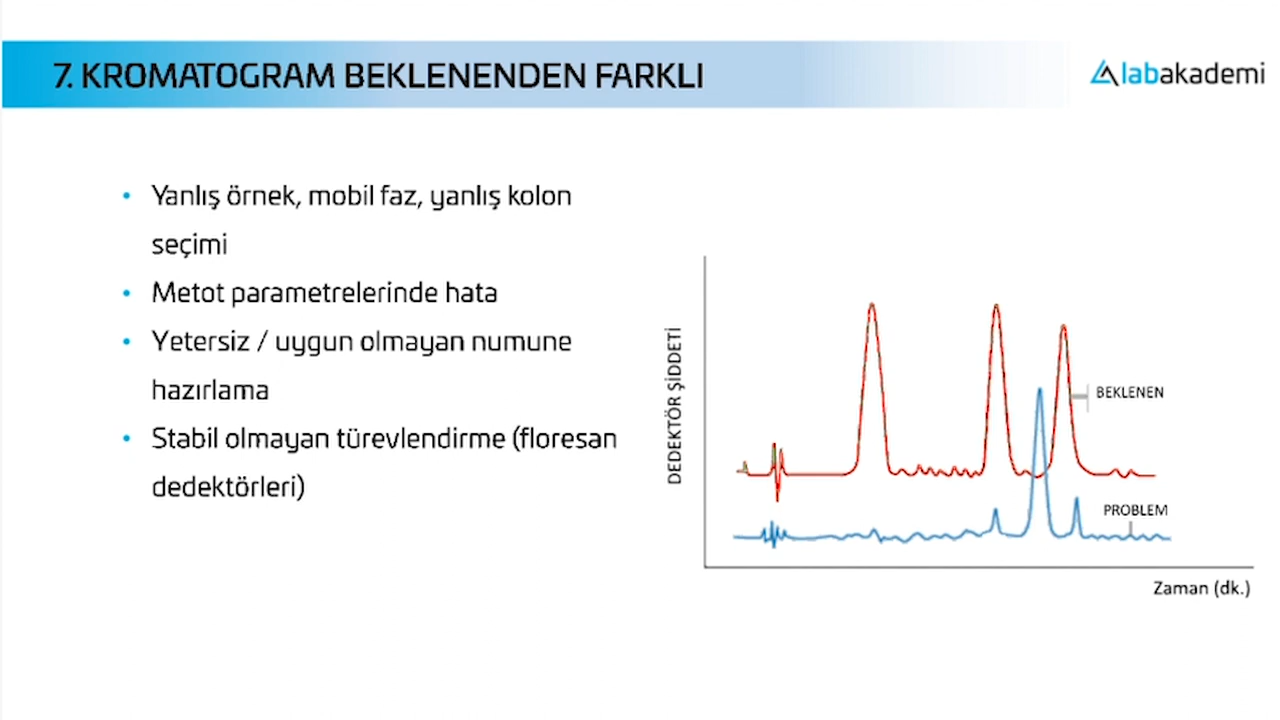 7. KROMATOGRAM BEKLENENDEN FARKLI
labakademi
• Yanlış örnek, mobil faz, yanlış kolon
seçimi
• Metot parametrelerinde hata
• Yetersiz / uygun olmayan numune
hazırlama
• Stabil olmayan türevlendirme (floresan
dedektörleri)
DEDEKTÖR ŞİDDETİ
BEKLENEN
PROBLEM
Zaman (dk.)